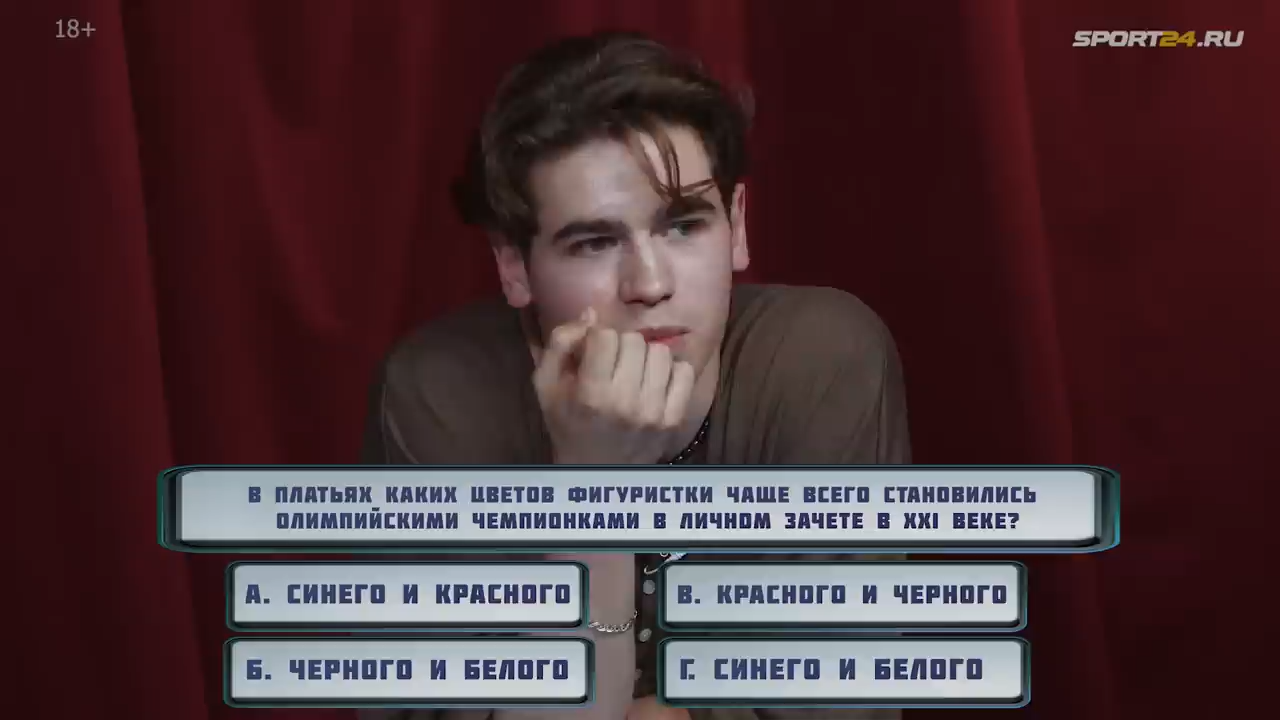 18+
SPORT24.RU
В ПЛАТЬЯХ КАКИХ ЦВЕТОВ ФИГУРИСТКИ ЧАЩЕ ВСЕГО СТАНОВИЛИСЬ
ОЛИМПИЙСКИМИ ЧЕМПИОНКАМИ В ЛИЧНОМ ЗАЧЕТЕ В XXI ВЕКЕ?
А. СИНЕГО И КРАСНОГО
В. КРАСНОГО И ЧЕРНОГО
Б. ЧЕРНОГО И БЕЛОГО
Г. СИНЕГО И БЕЛОГО